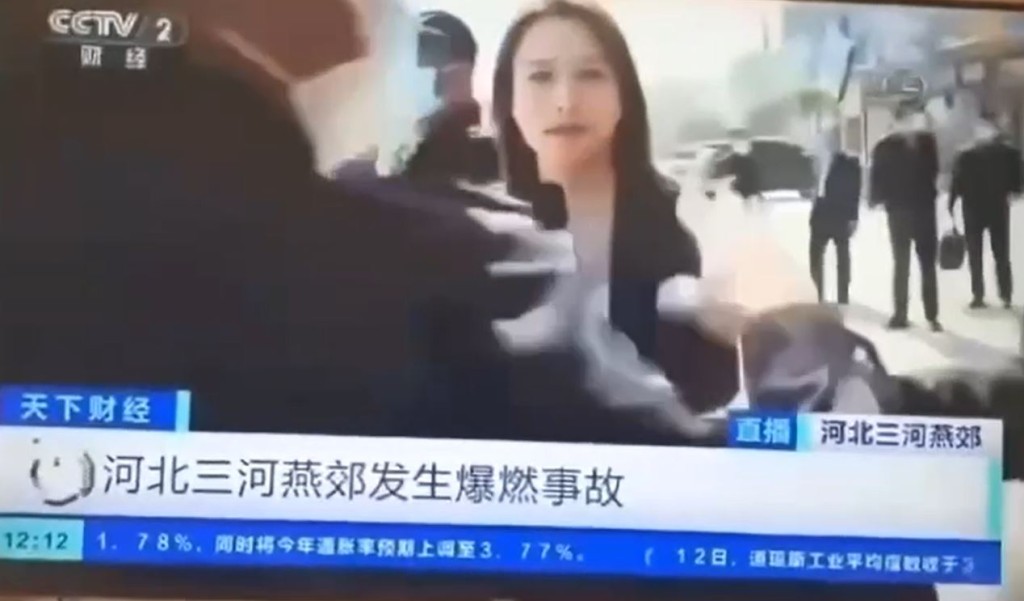 CCTV 2
财经
天下财经
直播 河北三河燕郊
河北三河燕郊发生爆燃事故
12:12 1.78%,同时将今年通胀率预期上调至3.77%。 ( 12日,道琼斯工业平均指数收于3